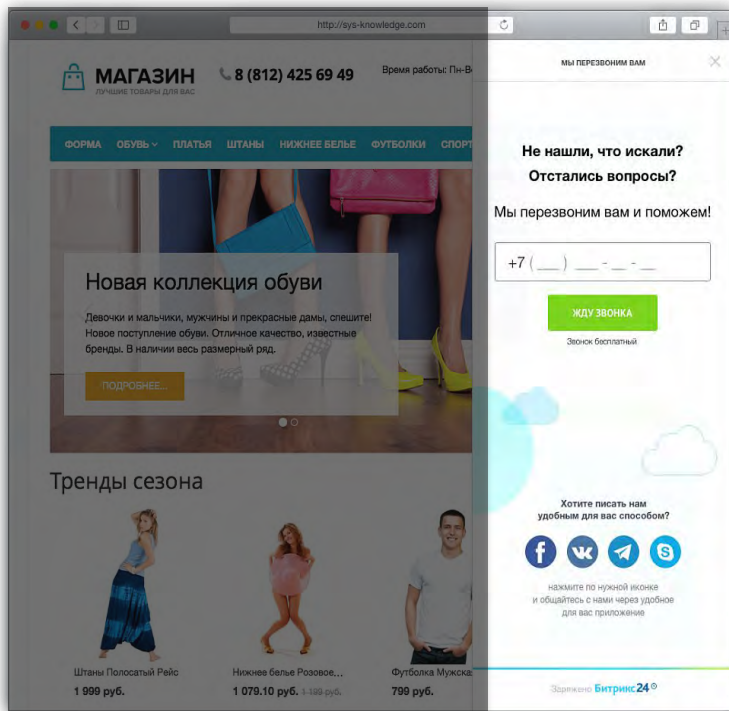 http://sys-knowledge.com
МАГАЗИН
ЛУЧШИЕ ТОВАРЫ ДЛЯ ВАС
8 (812) 425 69 49
Время работы: Пн-В
ФОРМА ОБУВЬ ПЛАТЬЯ ШТАНЫ НИЖНЕЕ БЕЛЬЕ ФУТБОЛКИ СПОРТ
Новая коллекция обуви
Девочки и мальчики, мужчины и прекрасные дамы, спешите!
Новое поступление обуви. Отличное качество, известные
бренды. В наличии весь размерный ряд.
ПОДРОБНЕЕ...
Тренды сезона
Штаны Полосатый Рейс
1 999 руб.
Нижнее белье Розовое...
1 079.10 руб. 1 199 руб.
Футболка Мужска
799 руб.
МЫ ПЕРЕЗВОНИМ ВАМ
Не нашли, что искали?
Отстались вопросы?
Мы перезвоним вам и поможем!
+7 ( ___ ) ___ - __ - __
ЖДУ ЗВОНКА
Звонок бесплатный
Хотите писать нам
удобным для вас способом?
нажмите по нужной иконке
и общайтесь с нами через удобное
для вас приложение
Заряжено Битрикс24